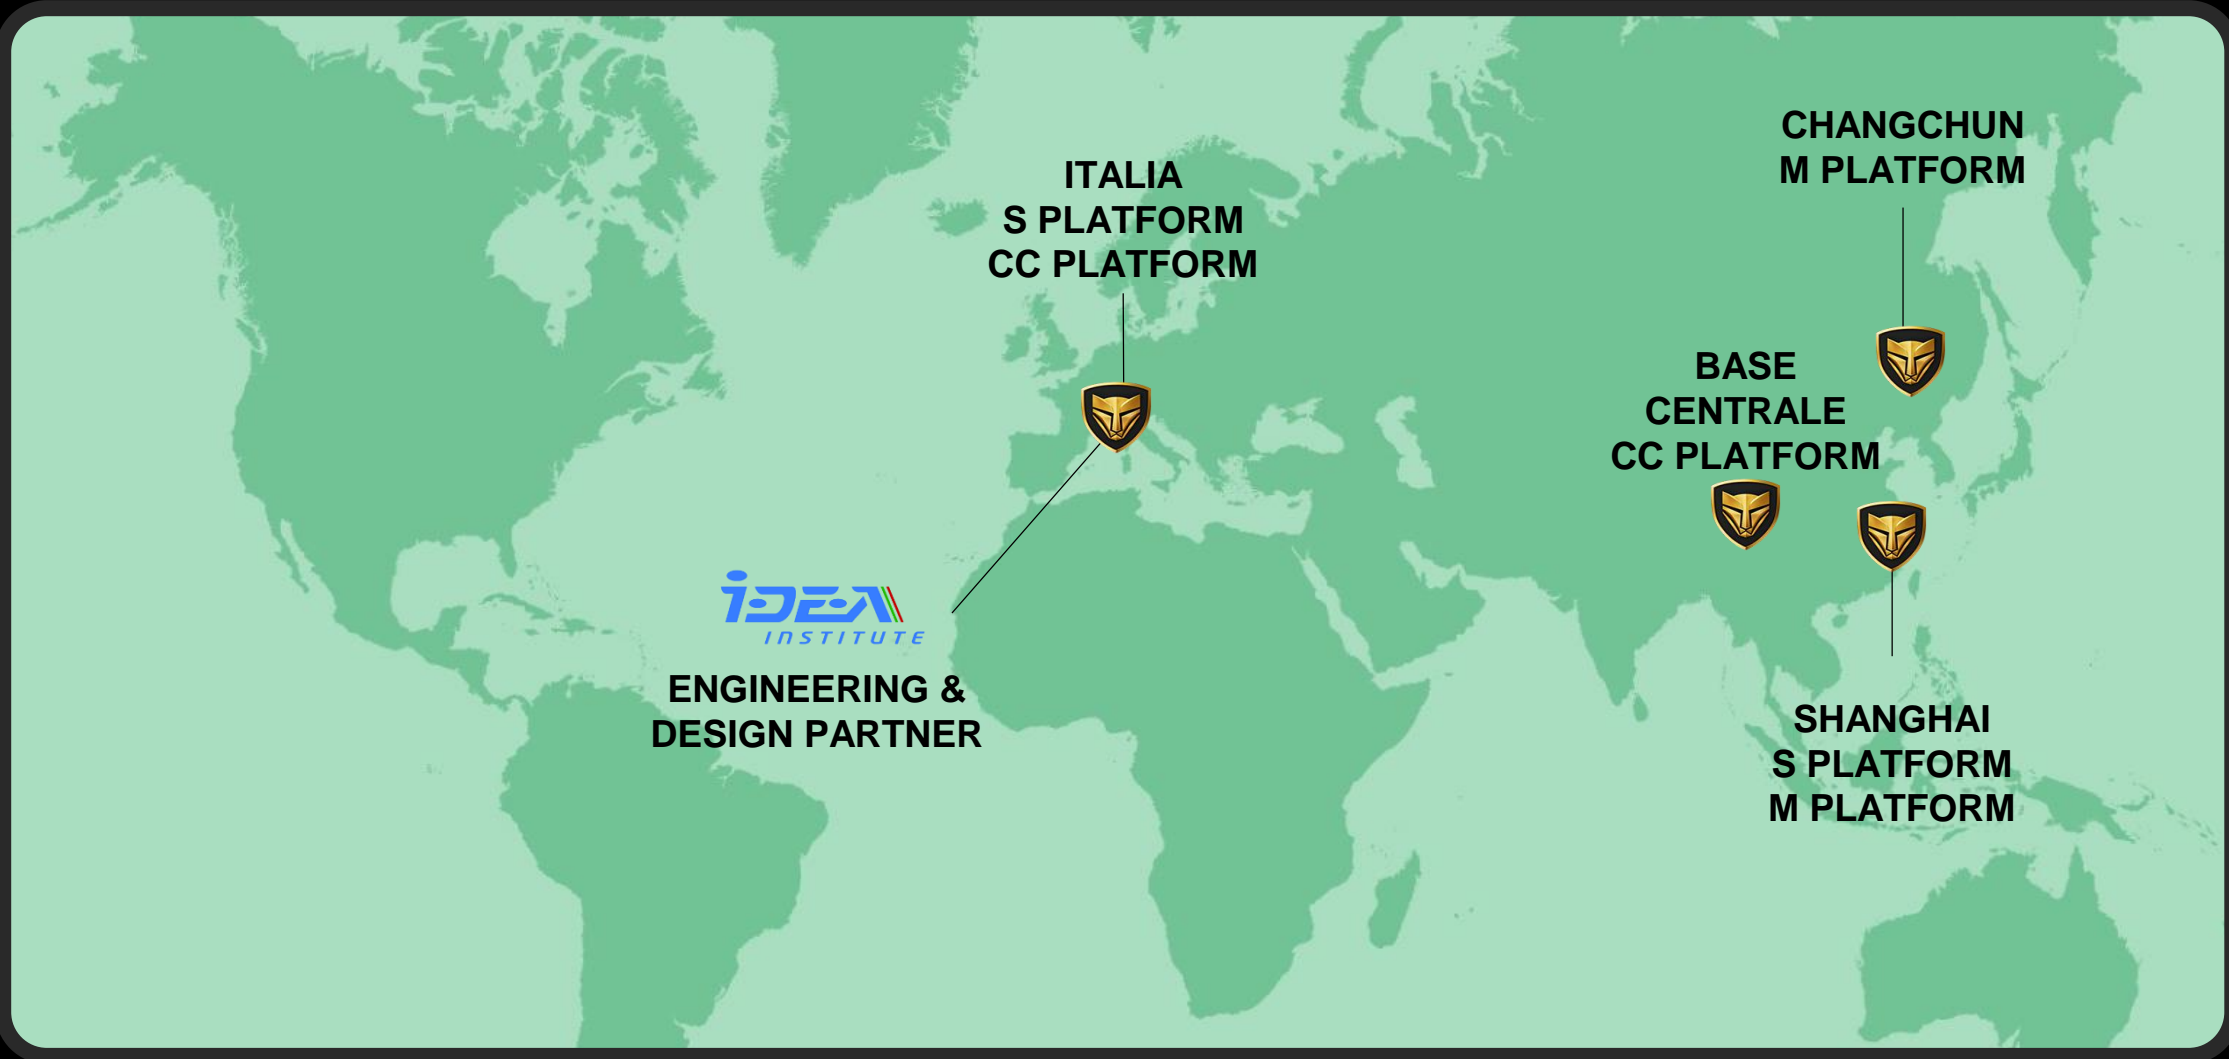 ITALIA
S PLATFORM
CC PLATFORM
CHANGCHUN
M PLATFORM
BASE
CENTRALE
CC PLATFORM
iDEA
INSTITUTE
ENGINEERING &
DESIGN PARTNER
SHANGHAI
S PLATFORM
M PLATFORM